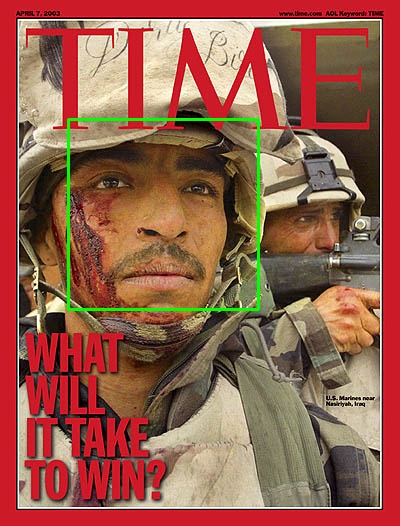 APRIL 7, 2003
www.time.com AOL Keyword: TIME
TIME
WHAT
WILL
IT TAKE
TO WIN?
U.S. Marines near
Nasiriyah, Iraq